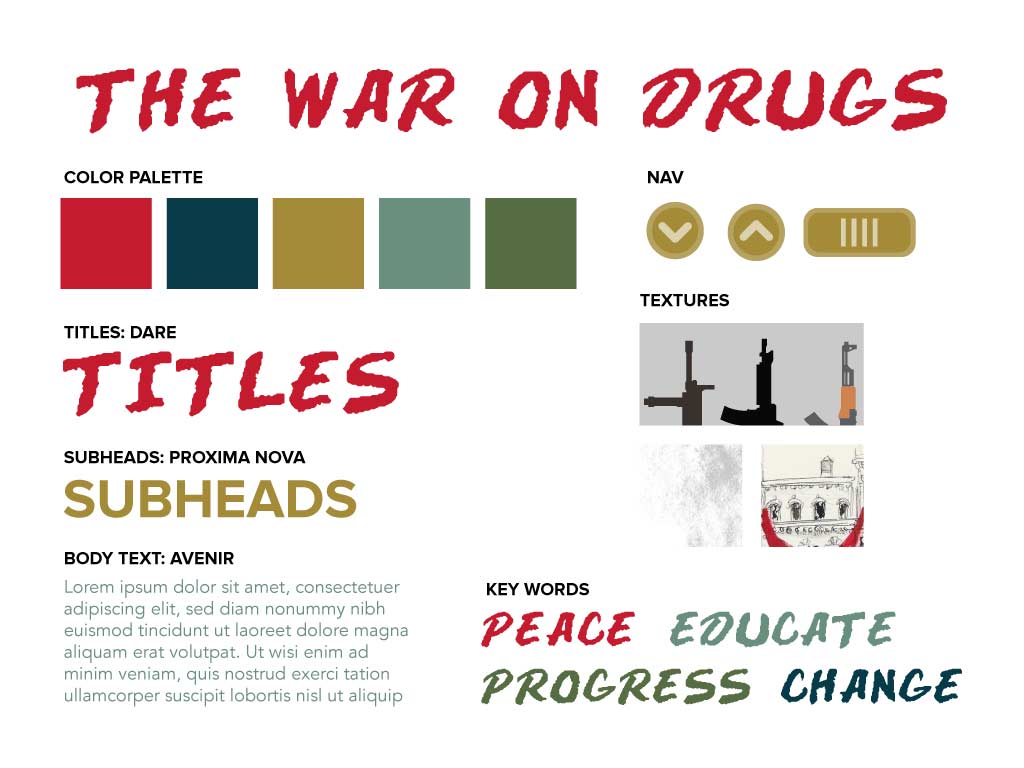 THE WAR ON DRUGS
COLOR PALETTE
NAV
TEXTURES
TITLES: DARE
TITLES
SUBHEADS: PROXIMA NOVA
SUBHEADS
BODY TEXT: AVENIR
Lorem ipsum dolor sit amet, consectetuer
adipiscing elit, sed diam nonummy nibh
euismod tincidunt ut laoreet dolore magna
aliquam erat volutpat. Ut wisi enim ad
minim veniam, quis nostrud exerci tation
ullamcorper suscipit lobortis nisl ut aliquip
KEY WORDS
PEACE EDUCATE
PROGRESS CHANGE